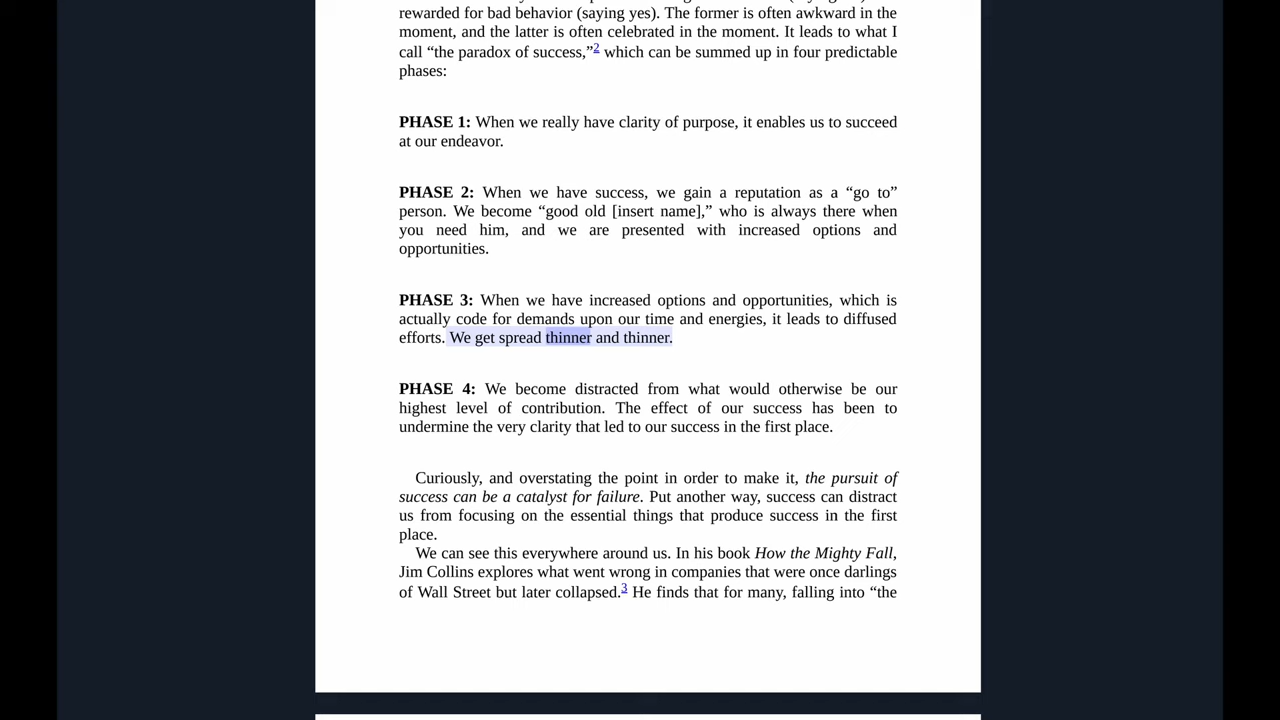 rewarded for bad behavior (saying yes). The former is often awkward in the
moment, and the latter is often celebrated in the moment. It leads to what I
call “the paradox of success,”2 which can be summed up in four predictable
phases:
PHASE 1: When we really have clarity of purpose, it enables us to succeed
at our endeavor.
PHASE 2: When we have success, we gain a reputation as a “go to”
person. We become “good old [insert name],” who is always there when
you need him, and we are presented with increased options and
opportunities.
PHASE 3: When we have increased options and opportunities, which is
actually code for demands upon our time and energies, it leads to diffused
efforts. We get spread thinner and thinner.
PHASE 4: We become distracted from what would otherwise be our
highest level of contribution. The effect of our success has been to
undermine the very clarity that led to our success in the first place.
Curiously, and overstating the point in order to make it, the pursuit of
success can be a catalyst for failure. Put another way, success can distract
us from focusing on the essential things that produce success in the first
place.
We can see this everywhere around us. In his book How the Mighty Fall,
Jim Collins explores what went wrong in companies that were once darlings
of Wall Street but later collapsed.3 He finds that for many, falling into “the